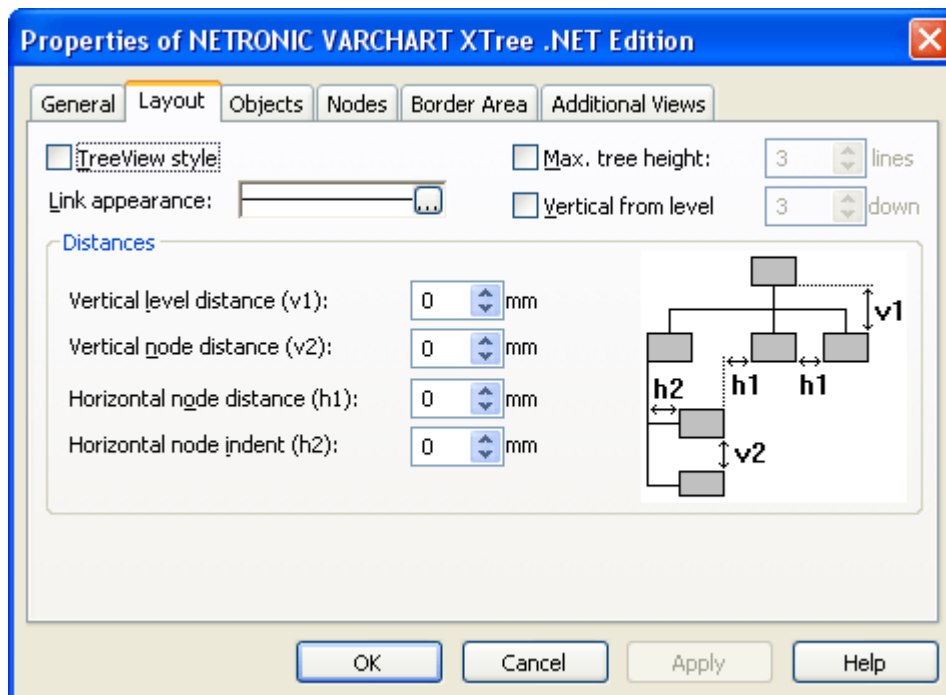 Properties of NETRONIC VARCHART XTree .NET Edition
General Layout Objects Nodes Border Area Additional Views
TreeView style
Max. tree height: 3 lines
Link appearance: ...
Vertical from level 3 down
Distances
Vertical level distance (v1): 0 mm
Vertical node distance (v2): 0 mm
Horizontal node distance (h1): 0 mm
Horizontal node indent (h2): 0 mm
v1
h2 h1 h1
v2
OK Cancel Apply Help